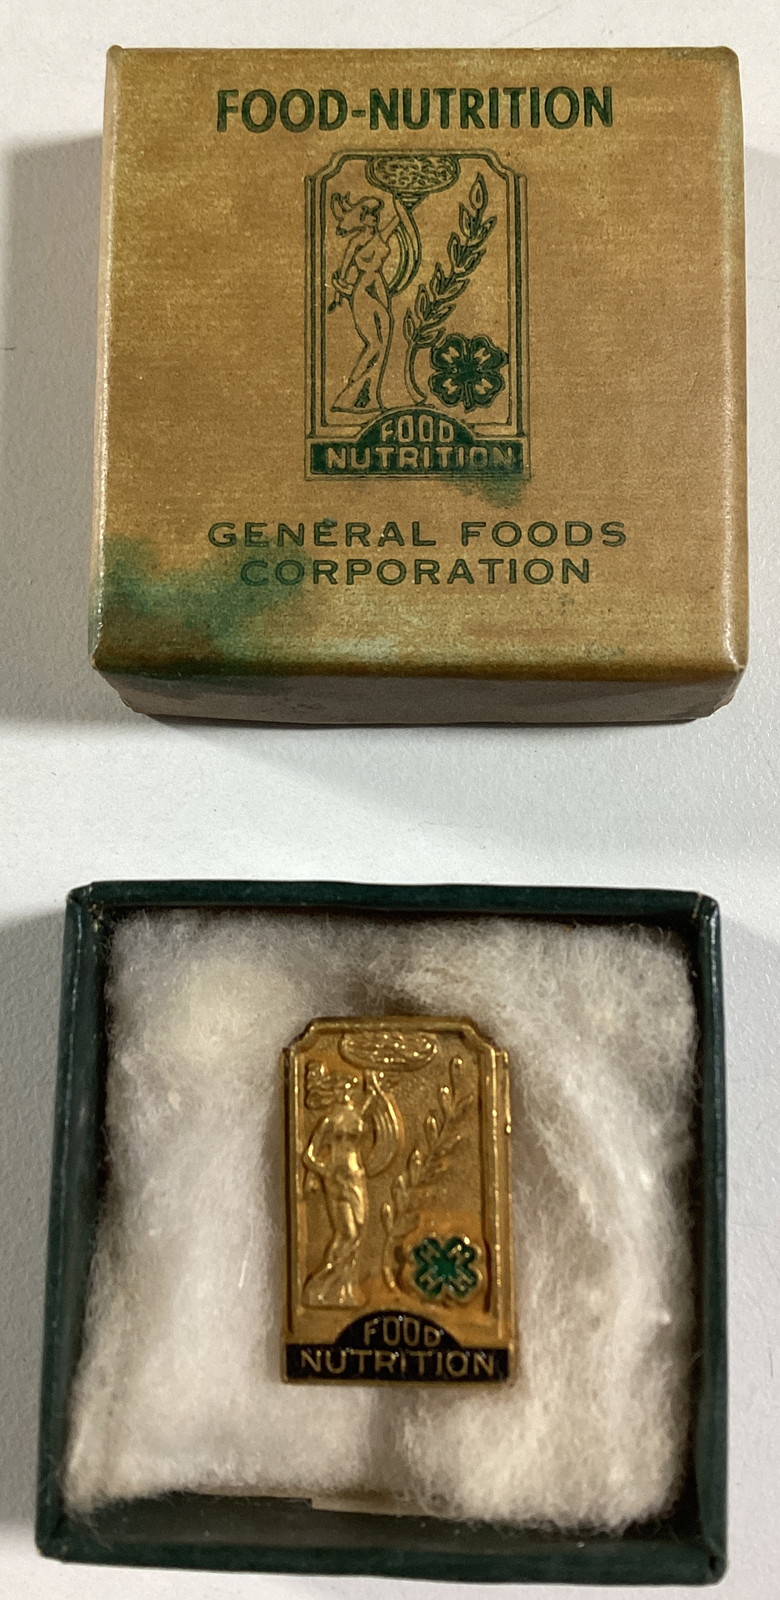 FOOD-NUTRITION
H H
H H
FOOD
NUTRITION
GENERAL FOODS
CORPORATION
FOOD
NUTRITION